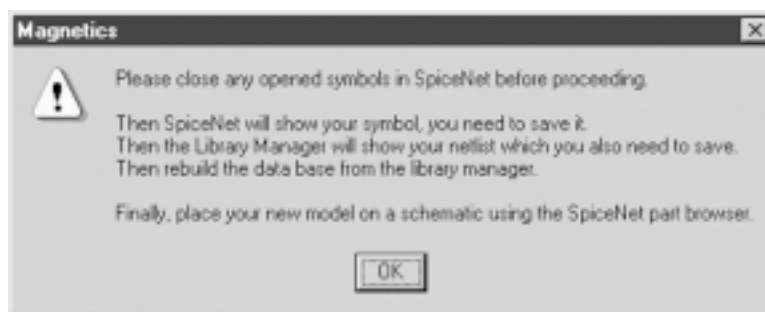 Magnetics
Please close any opened symbols in SpiceNet before proceeding.
Then SpiceNet will show your symbol, you need to save it.
Then the Library Manager will show your netlist which you also need to save.
Then rebuild the data base from the library manager.
Finally, place your new model on a schematic using the SpiceNet part browser.
OK